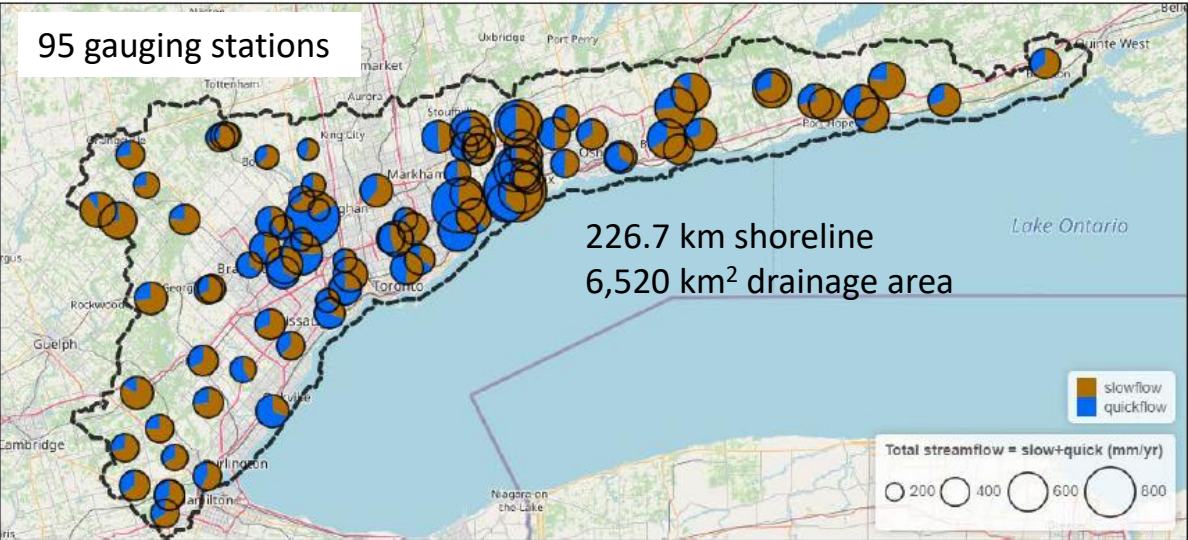 95 gauging stations
Uxbridge
Port Perry
Quinte West
Tottenham
market
Aurora
King City
Markham
Port Hope
226.7 km shoreline
6,520 km² drainage area
Lake Ontario
Toronto
Rockwood
Guelph
Cambridge
Niagara-on-the-Lake
slowflow
quickflow
Total streamflow = slow+quick (mm/yr)
200 400 600 800